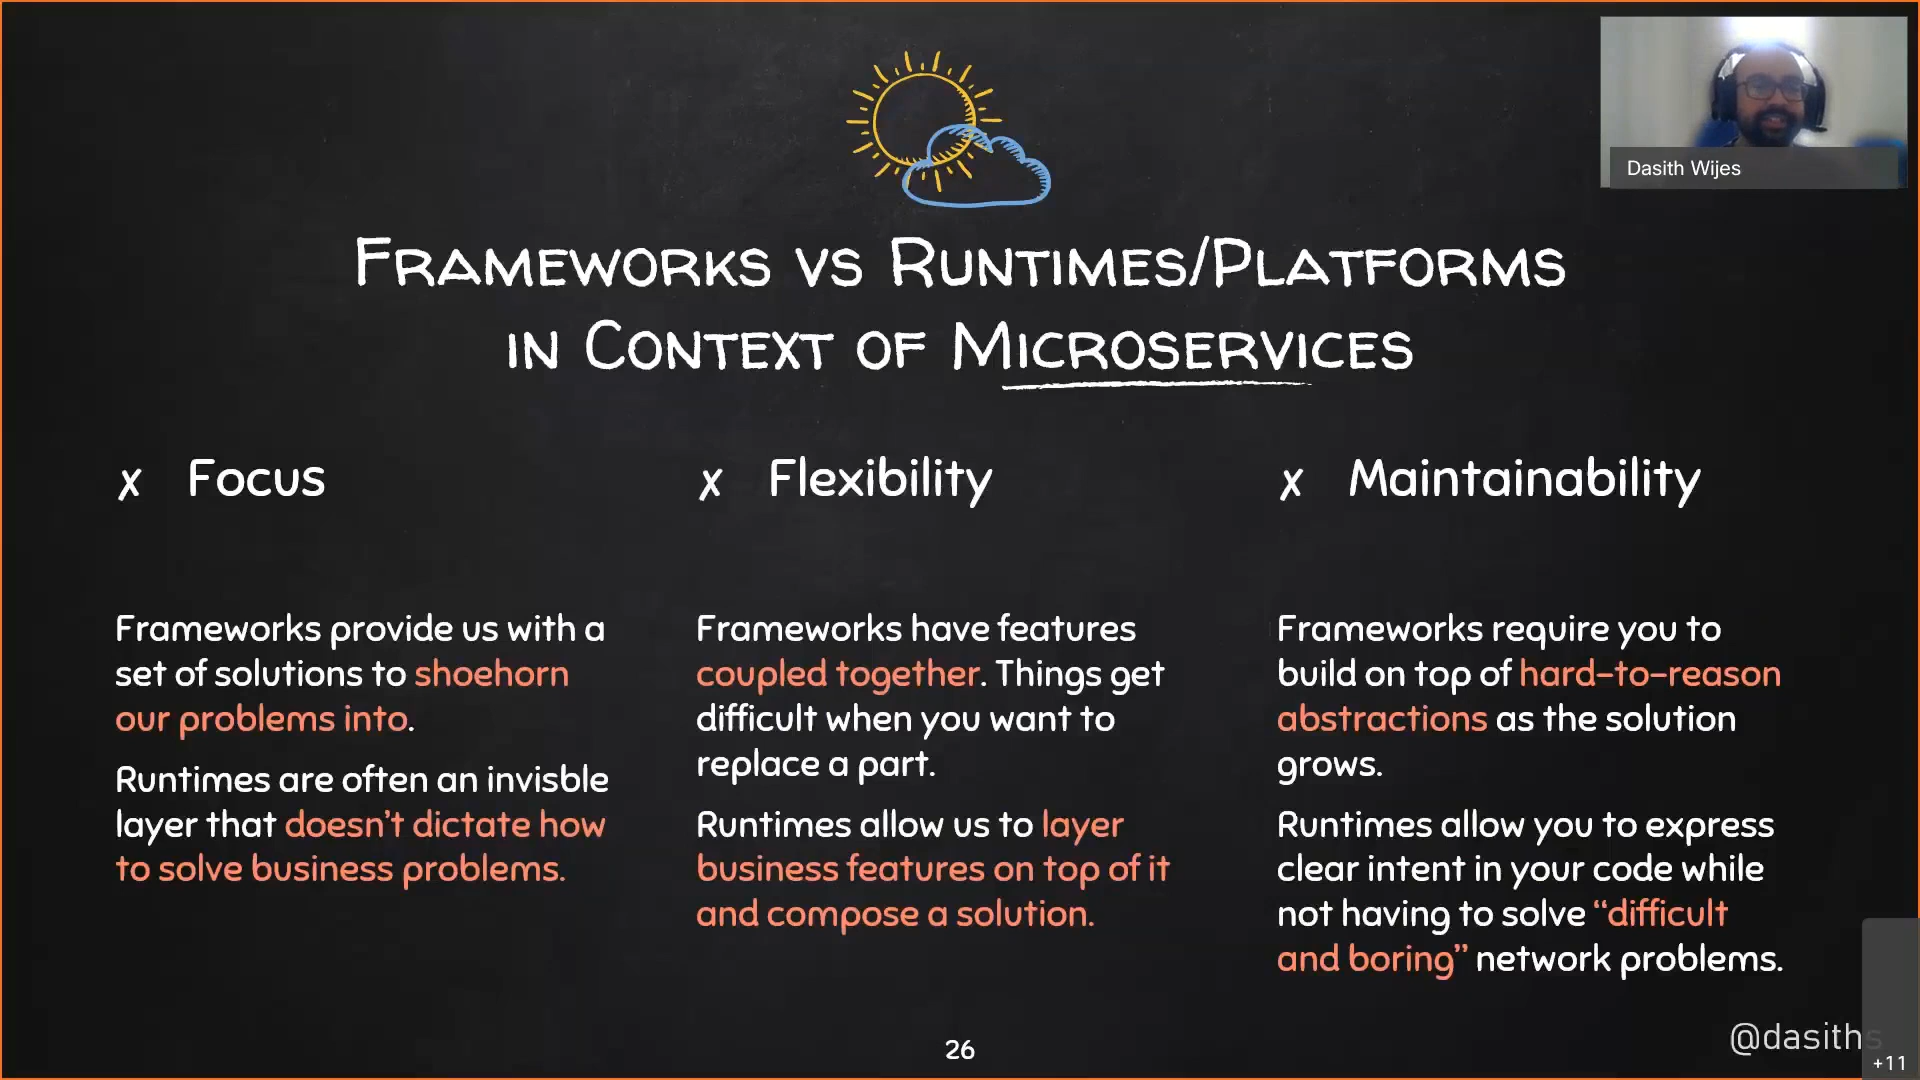 Dasith Wijes
Frameworks vs Runtimes/Platforms
in Context of Microservices
✗ Focus
Frameworks provide us with a
set of solutions to shoehorn
our problems into.
Runtimes are often an invisble
layer that doesn't dictate how
to solve business problems.
✗ Flexibility
Frameworks have features
coupled together. Things get
difficult when you want to
replace a part.
Runtimes allow us to layer
business features on top of it
and compose a solution.
✗ Maintainability
Frameworks require you to
build on top of hard-to-reason
abstractions as the solution
grows.
Runtimes allow you to express
clear intent in your code while
not having to solve “difficult
and boring” network problems.
26
@dasiths
+11